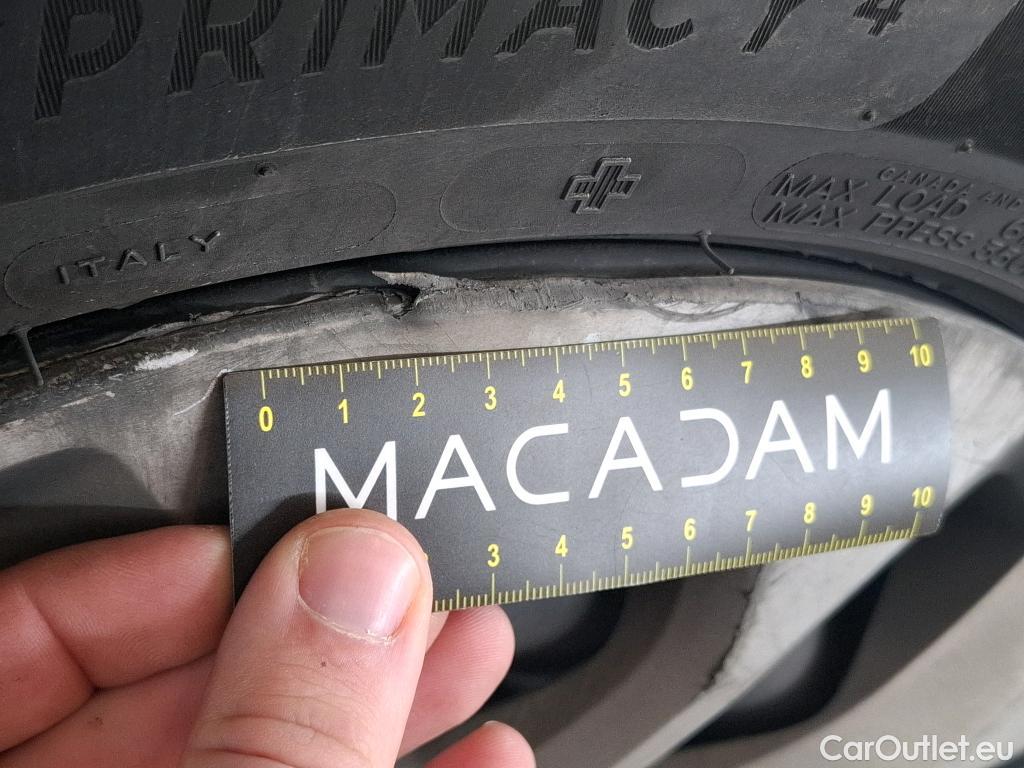 PRIMACY 4
ITALY
CANADA AND
MAX LOAD
MAX PRESS
0 1 2 3 4 5 6 7 8 9 10
MACADAM
3 4 5 6 7 8 9 10
CarOutlet.eu